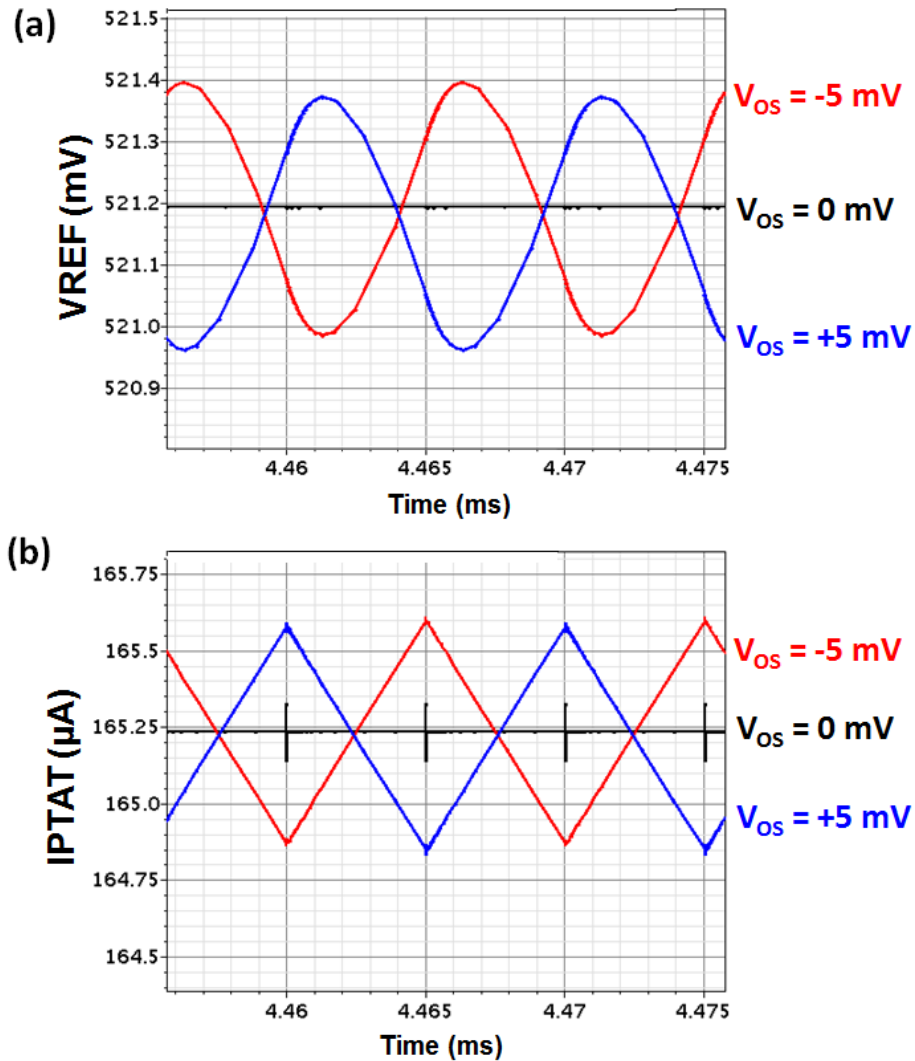 (a)
VREF (mV)
521.5
521.4
521.3
521.2
521.1
521.0
520.9
V_OS = -5 mV
V_OS = 0 mV
V_OS = +5 mV
4.46 4.465 4.47 4.475
Time (ms)
(b)
IPTAT (µA)
165.75
165.5
165.25
165.0
164.75
164.5
V_OS = -5 mV
V_OS = 0 mV
V_OS = +5 mV
4.46 4.465 4.47 4.475
Time (ms)